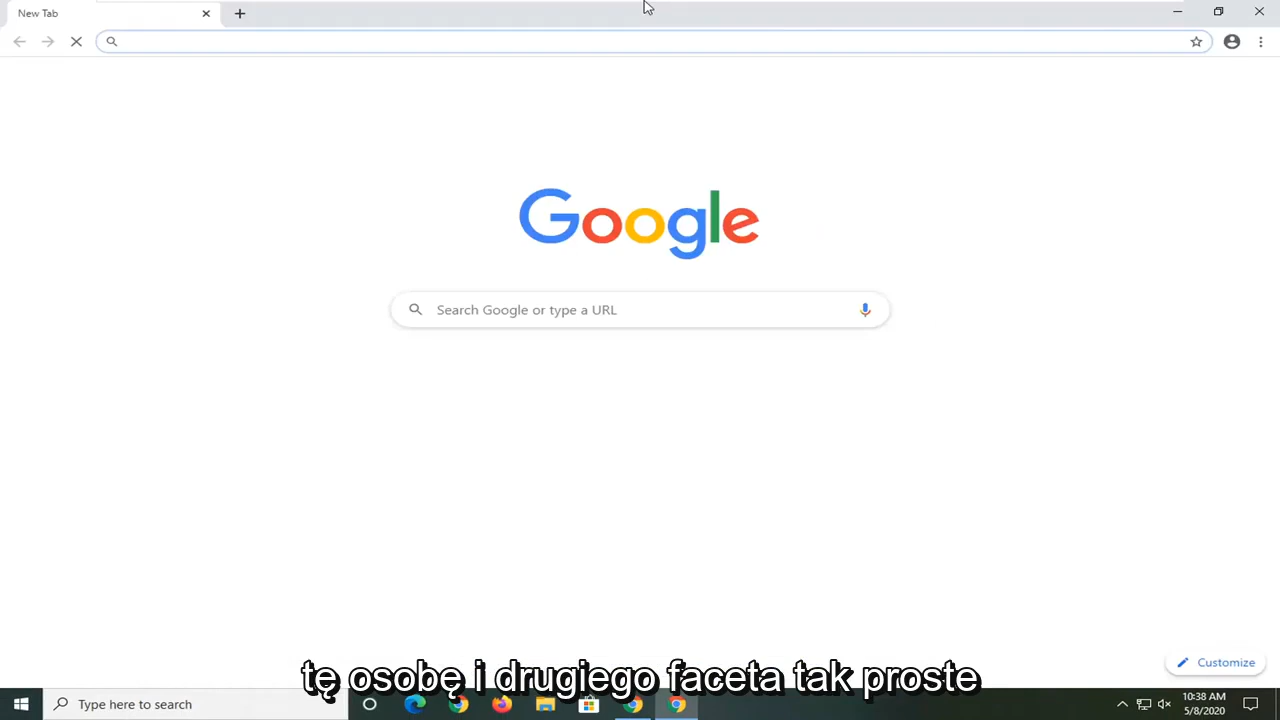 New Tab
Google
Search Google or type a URL
Customize
tę osobę i drugiego faceta tak proste
Type here to search
10:38 AM
5/8/2020